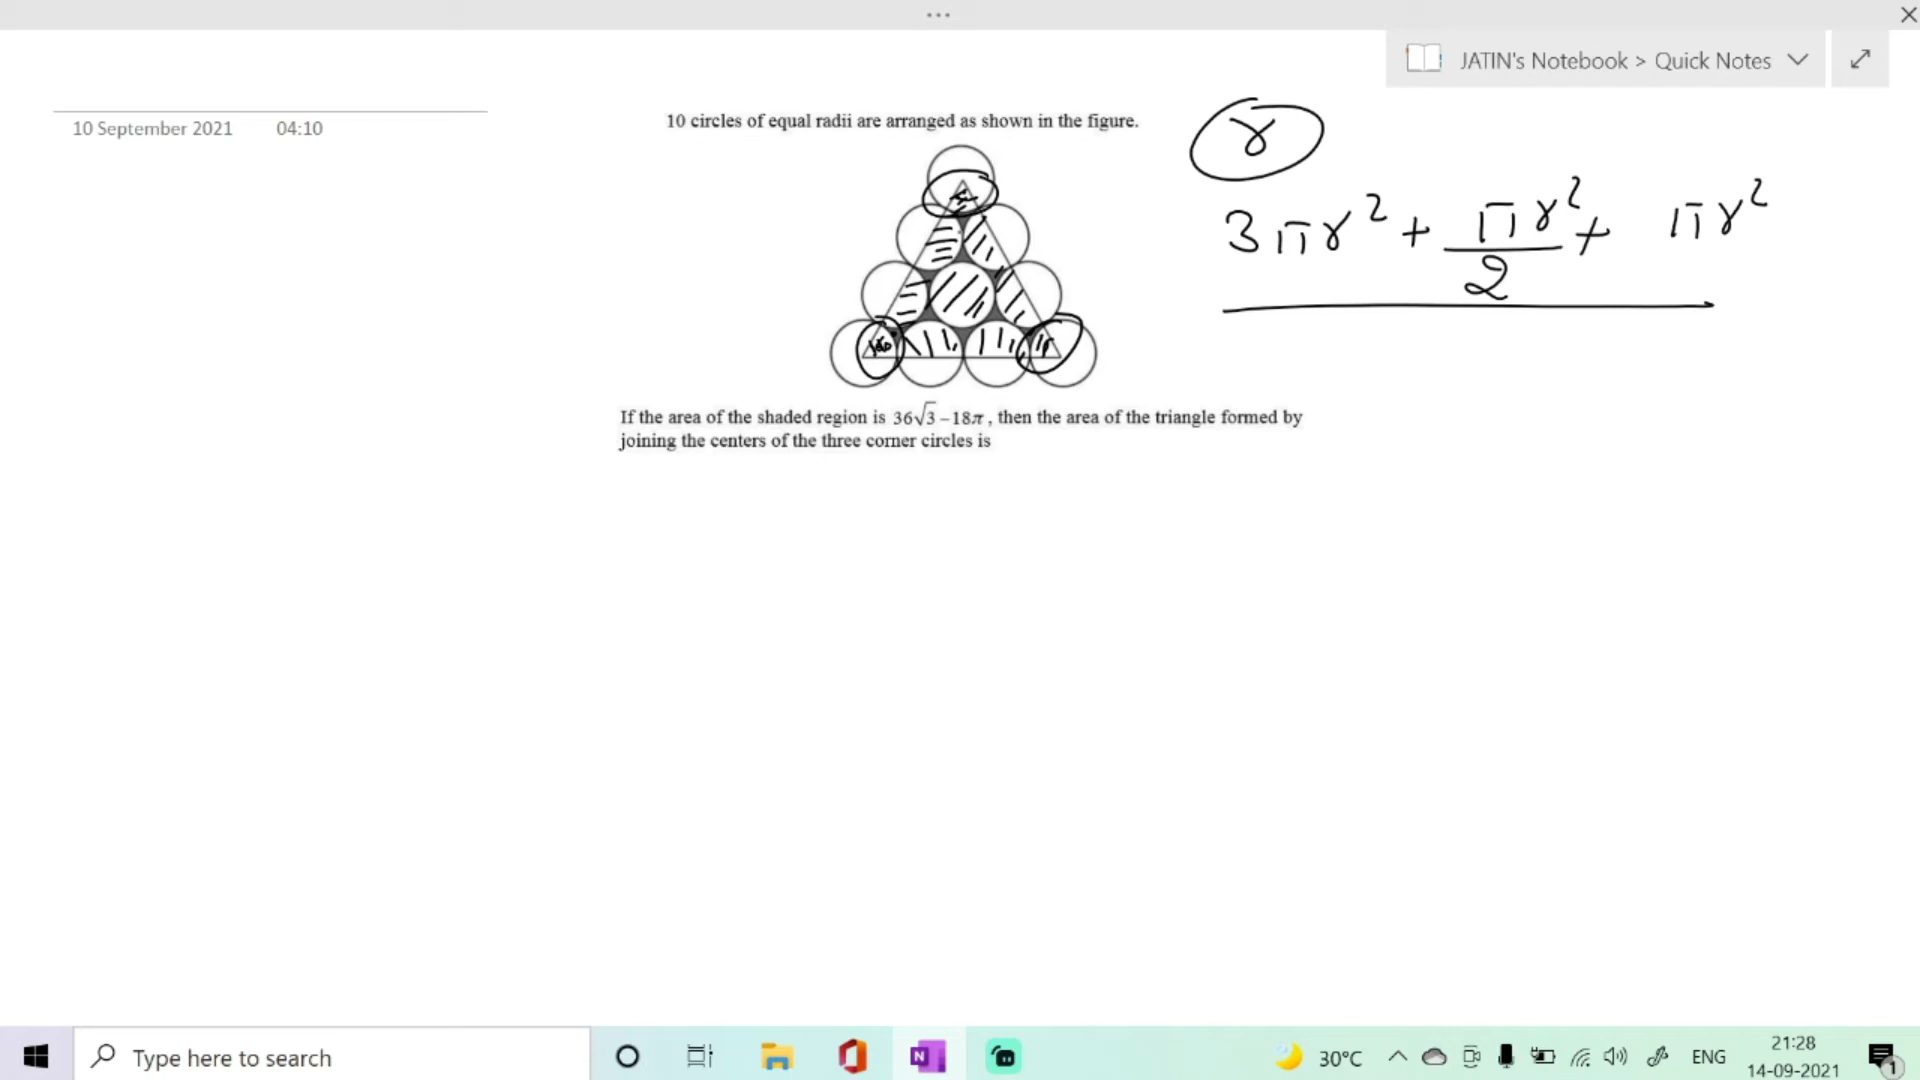 JATIN's Notebook > Quick Notes
10 September 2021 04:10
10 circles of equal radii are arranged as shown in the figure.
r
3πr² + πr²/2 + πr²
If the area of the shaded region is 36√3 – 18π, then the area of the triangle formed by
joining the centers of the three corner circles is
Type here to search
30°C
ENG
21:28
14-09-2021
1